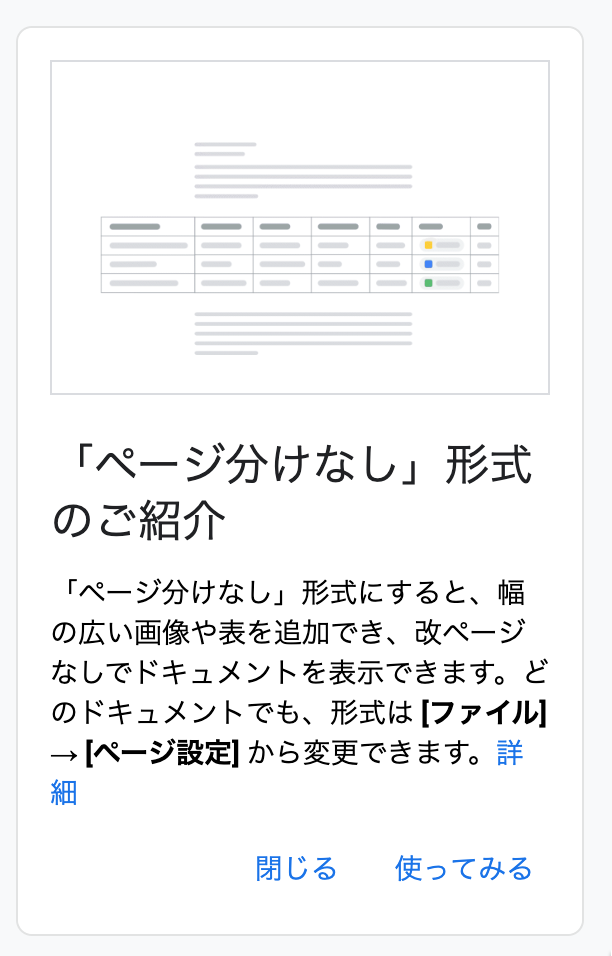 「ページ分けなし」形式
のご紹介
「ページ分けなし」形式にすると、幅
の広い画像や表を追加でき、改ページ
なしでドキュメントを表示できます。ど
のドキュメントでも、形式は [ファイル]
→ [ページ設定] から変更できます。詳
細
閉じる 使ってみる